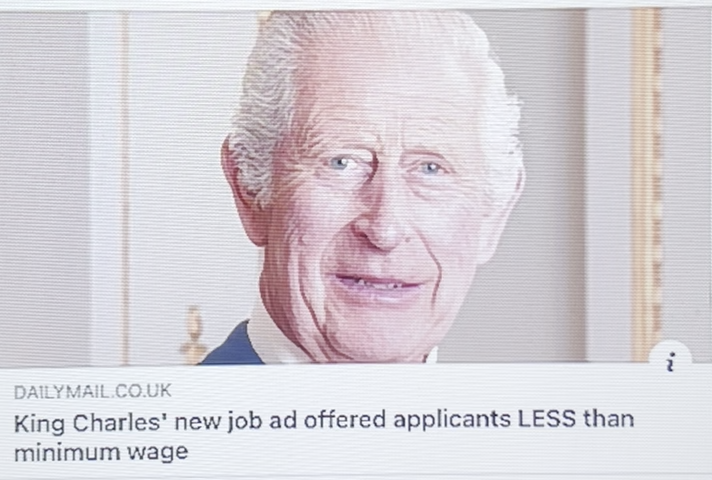 i
DAILYMAIL.CO.UK
King Charles' new job ad offered applicants LESS than
minimum wage